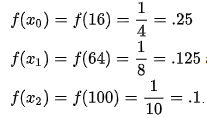 f(x₀) = f(16) = 1/4 = .25
f(x₁) = f(64) = 1/8 = .125
f(x₂) = f(100) = 1/10 = .1.